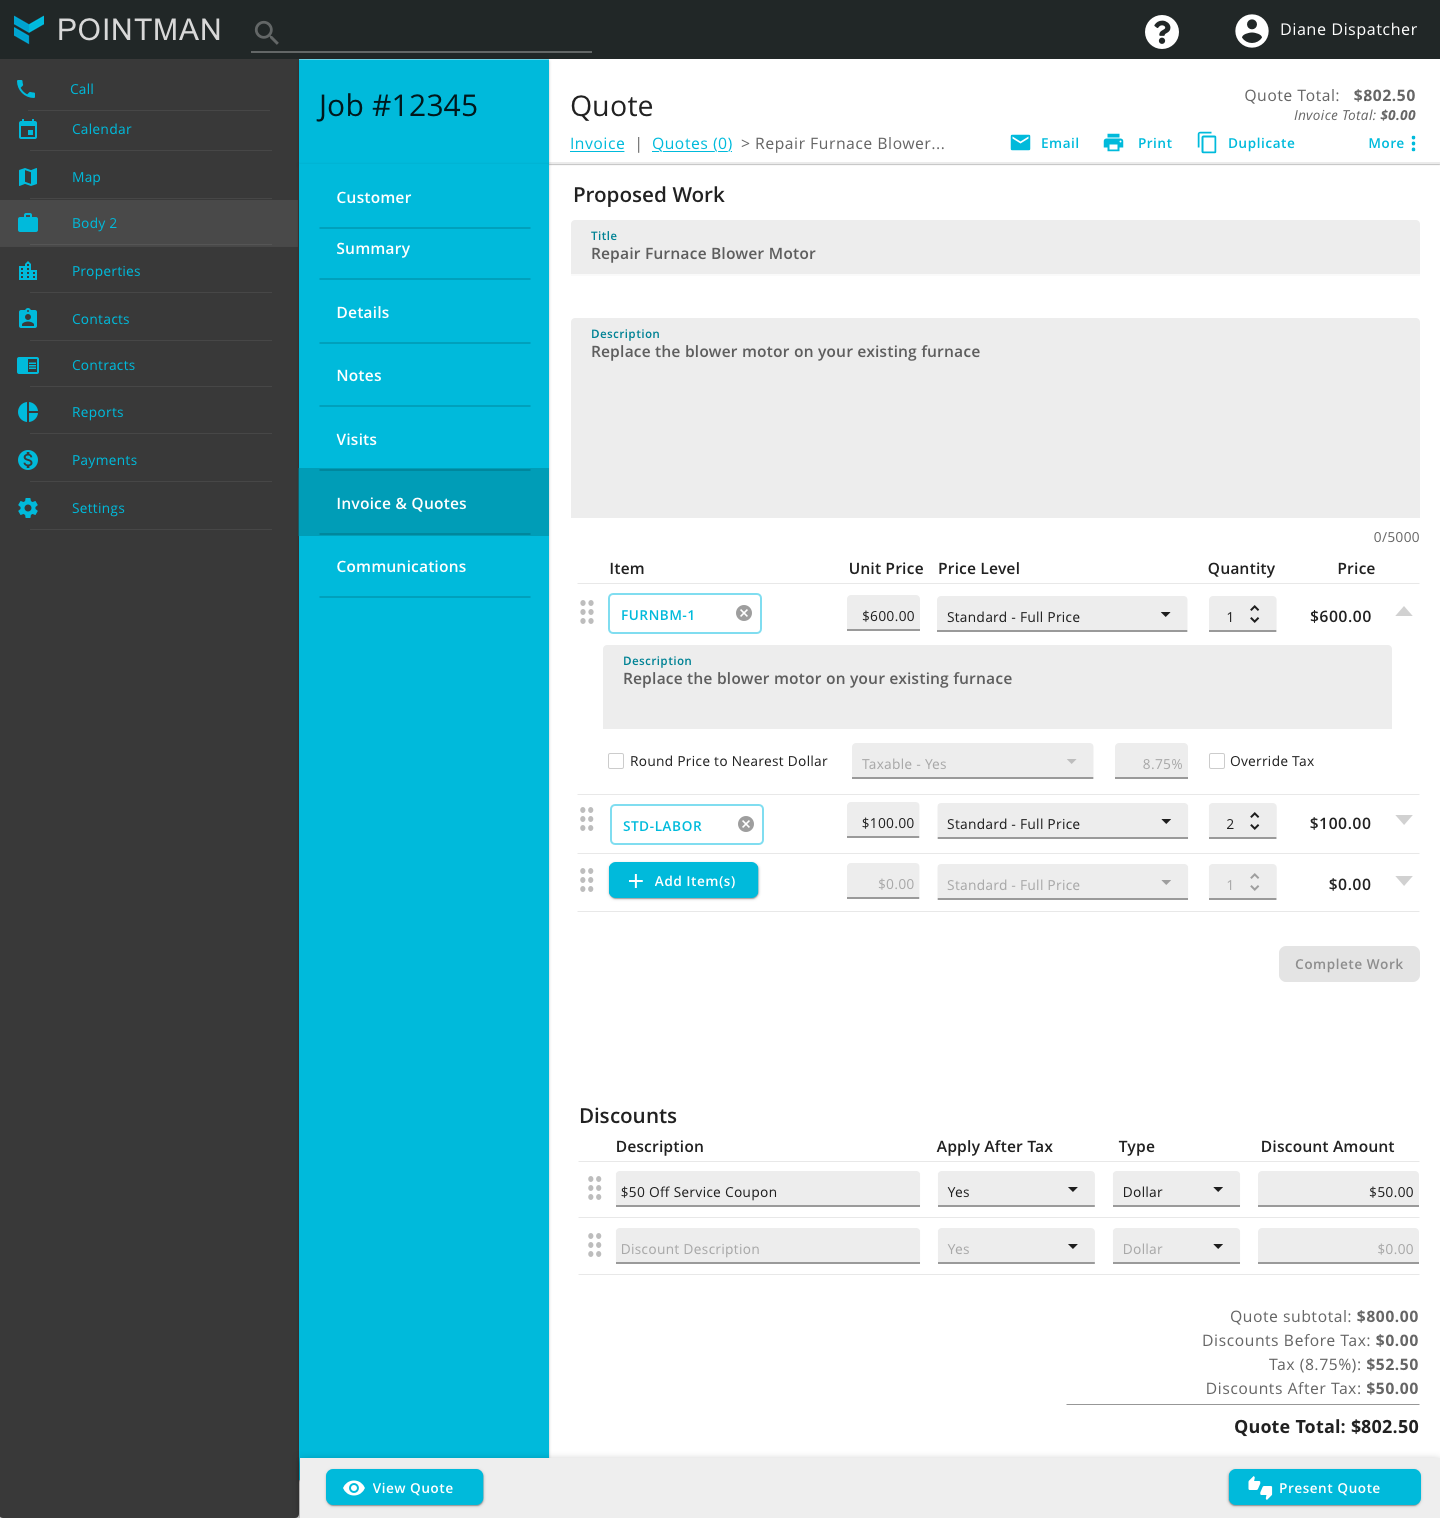 POINTMAN
Diane Dispatcher
Call
Calendar
Map
Body 2
Properties
Contacts
Contracts
Reports
Payments
Settings
Job #12345
Customer
Summary
Details
Notes
Visits
Invoice & Quotes
Communications
Quote
Quote Total: $802.50
Invoice Total: $0.00
Invoice | Quotes (0) > Repair Furnace Blower...
Email Print Duplicate More
Proposed Work
Title
Repair Furnace Blower Motor
Description
Replace the blower motor on your existing furnace
0/5000
Item Unit Price Price Level Quantity Price
FURNBM-1 $600.00 Standard - Full Price 1 $600.00
Description
Replace the blower motor on your existing furnace
Round Price to Nearest Dollar Taxable - Yes 8.75% Override Tax
STD-LABOR $100.00 Standard - Full Price 2 $100.00
Add Item(s) $0.00 Standard - Full Price 1 $0.00
Complete Work
Discounts
Description Apply After Tax Type Discount Amount
$50 Off Service Coupon Yes Dollar $50.00
Discount Description Yes Dollar $0.00
Quote subtotal: $800.00
Discounts Before Tax: $0.00
Tax (8.75%): $52.50
Discounts After Tax: $50.00
Quote Total: $802.50
View Quote
Present Quote